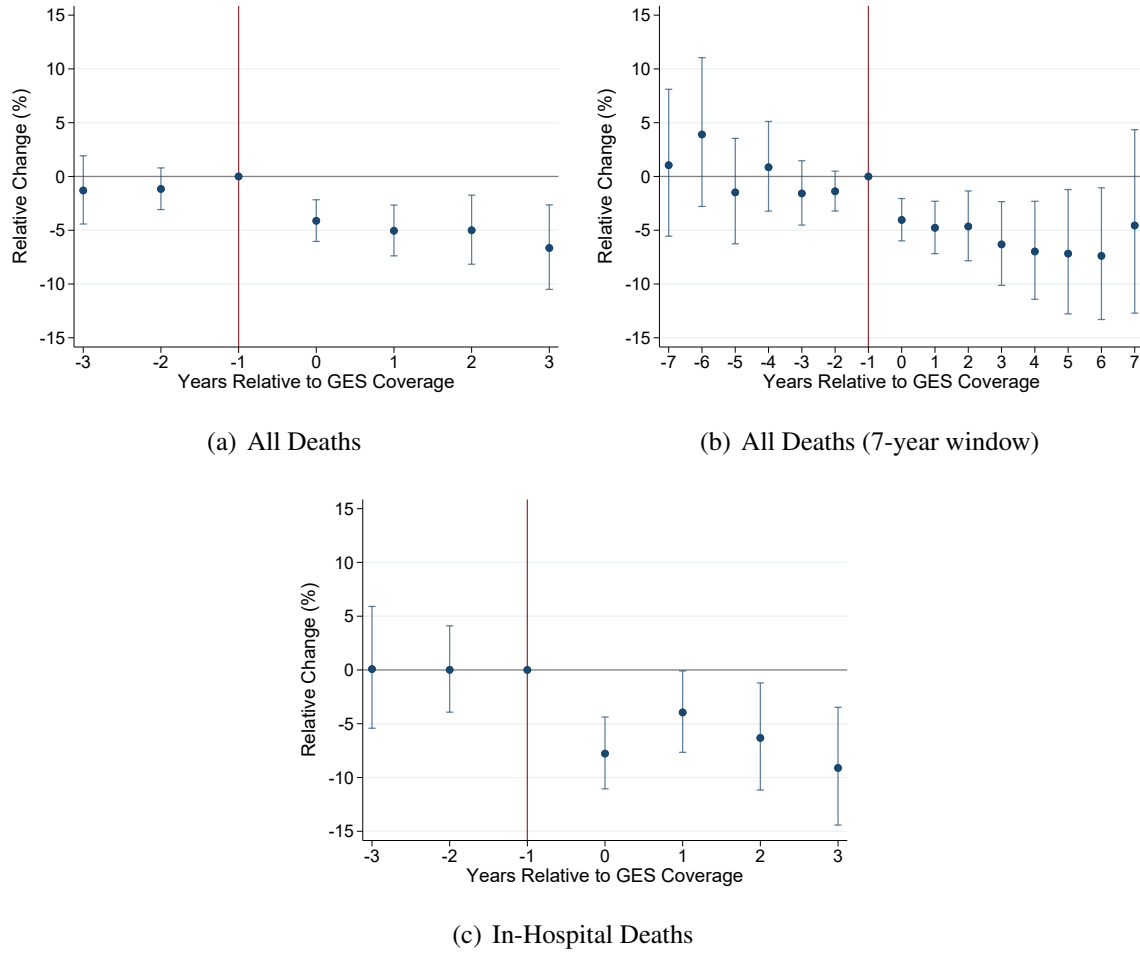 15
10
5
0
-5
-10
-15
Relative Change (%)
-3 -2 -1 0 1 2 3
Years Relative to GES Coverage
(a) All Deaths
15
10
5
0
-5
-10
-15
Relative Change (%)
-7 -6 -5 -4 -3 -2 -1 0 1 2 3 4 5 6 7
Years Relative to GES Coverage
(b) All Deaths (7-year window)
15
10
5
0
-5
-10
-15
Relative Change (%)
-3 -2 -1 0 1 2 3
Years Relative to GES Coverage
(c) In-Hospital Deaths